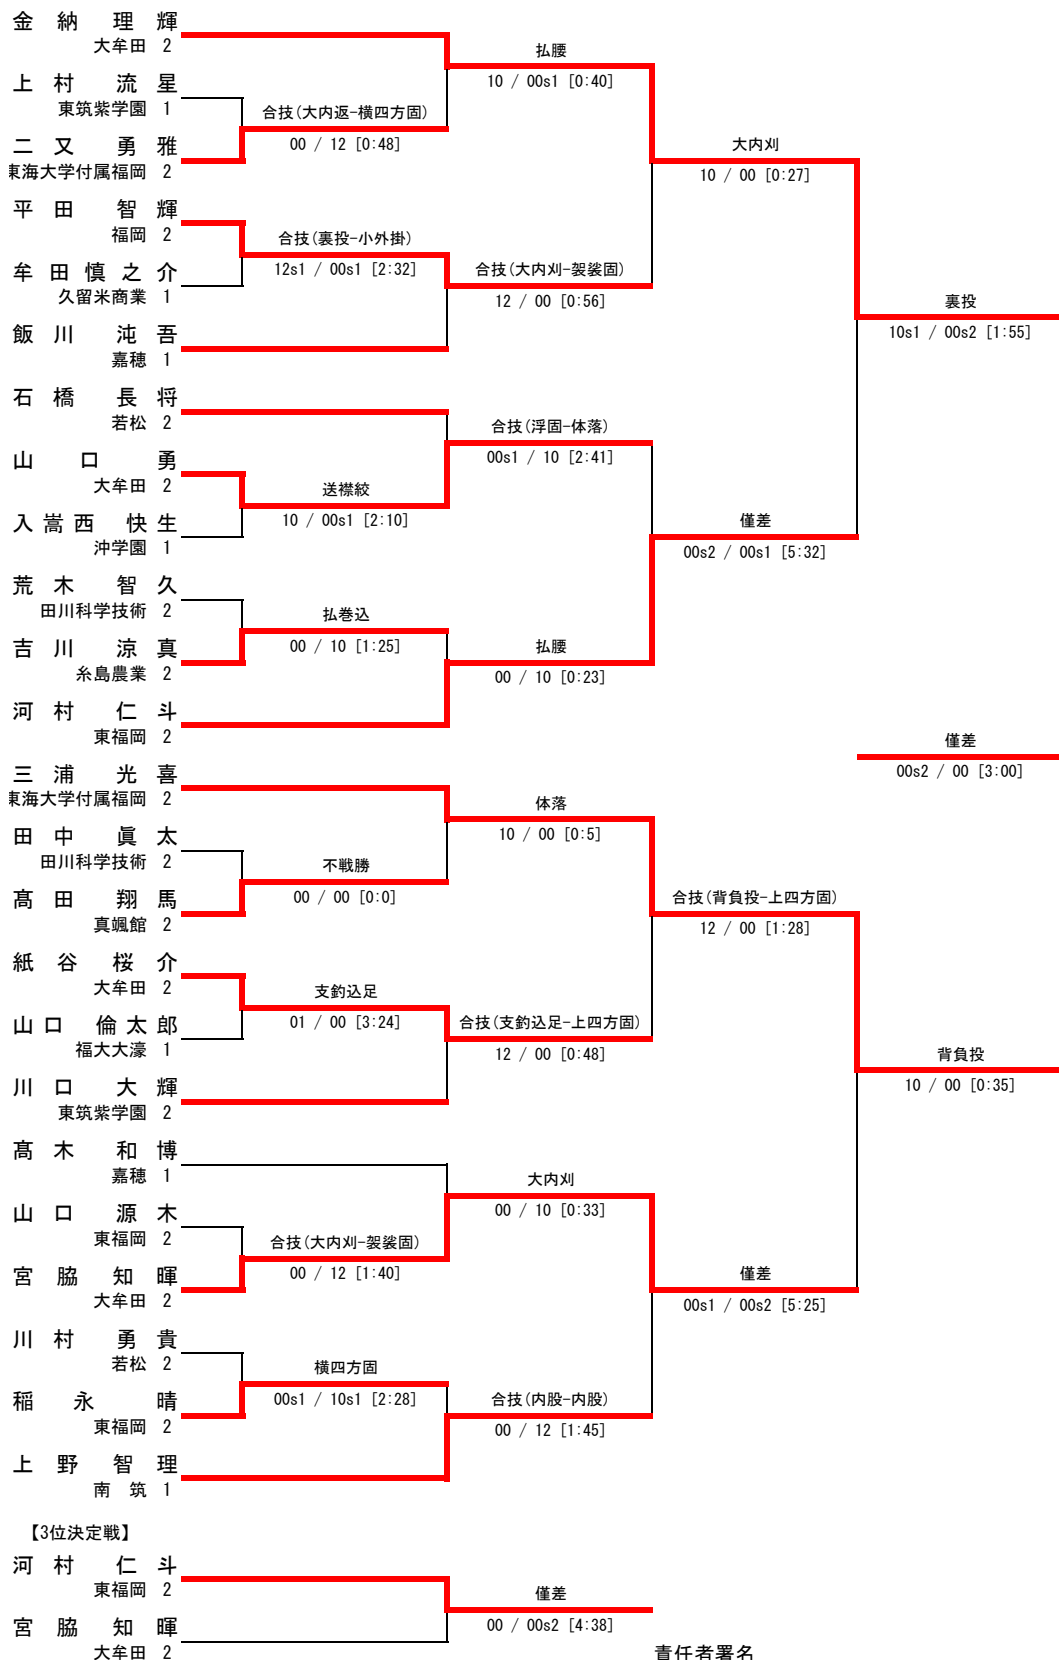 金納理輝
大牟田 2
払腰
10 / 00s1 [0:40]
上村流星
東筑紫学園 1
合技(大内返-横四方固)
00 / 12 [0:48]
二又勇雅
東海大学付属福岡 2
大内刈
10 / 00 [0:27]
平田智輝
福岡 2
合技(裏投-小外掛)
12s1 / 00s1 [2:32]
牟田慎之介
久留米商業 1
合技(大内刈-袈裟固)
12 / 00 [0:56]
裏投
10s1 / 00s2 [1:55]
飯川沌吾
嘉穂 1
石橋長将
若松 2
合技(浮固-体落)
00s1 / 10 [2:41]
山口勇
大牟田 2
送襟絞
10 / 00s1 [2:10]
入嵩西快生
沖学園 1
僅差
00s2 / 00s1 [5:32]
荒木智久
田川科学技術 2
払巻込
00 / 10 [1:25]
吉川涼真
糸島農業 2
払腰
00 / 10 [0:23]
河村仁斗
東福岡 2
僅差
00s2 / 00 [3:00]
三浦光喜
東海大学付属福岡 2
体落
10 / 00 [0:5]
田中眞太
田川科学技術 2
不戦勝
00 / 00 [0:0]
髙田翔馬
真颯館 2
合技(背負投-上四方固)
12 / 00 [1:28]
紙谷桜介
大牟田 2
支釣込足
01 / 00 [3:24]
山口倫太郎
福大大濠 1
合技(支釣込足-上四方固)
12 / 00 [0:48]
背負投
10 / 00 [0:35]
川口大輝
東筑紫学園 2
髙木和博
嘉穂 1
大内刈
00 / 10 [0:33]
山口源木
東福岡 2
合技(大内刈-袈裟固)
00 / 12 [1:40]
宮脇知暉
大牟田 2
僅差
00s1 / 00s2 [5:25]
川村勇貴
若松 2
横四方固
00s1 / 10s1 [2:28]
稲永晴
東福岡 2
合技(内股-内股)
00 / 12 [1:45]
上野智理
南筑 1
【3位決定戦】
河村仁斗
東福岡 2
僅差
00 / 00s2 [4:38]
宮脇知暉
大牟田 2
責任者署名